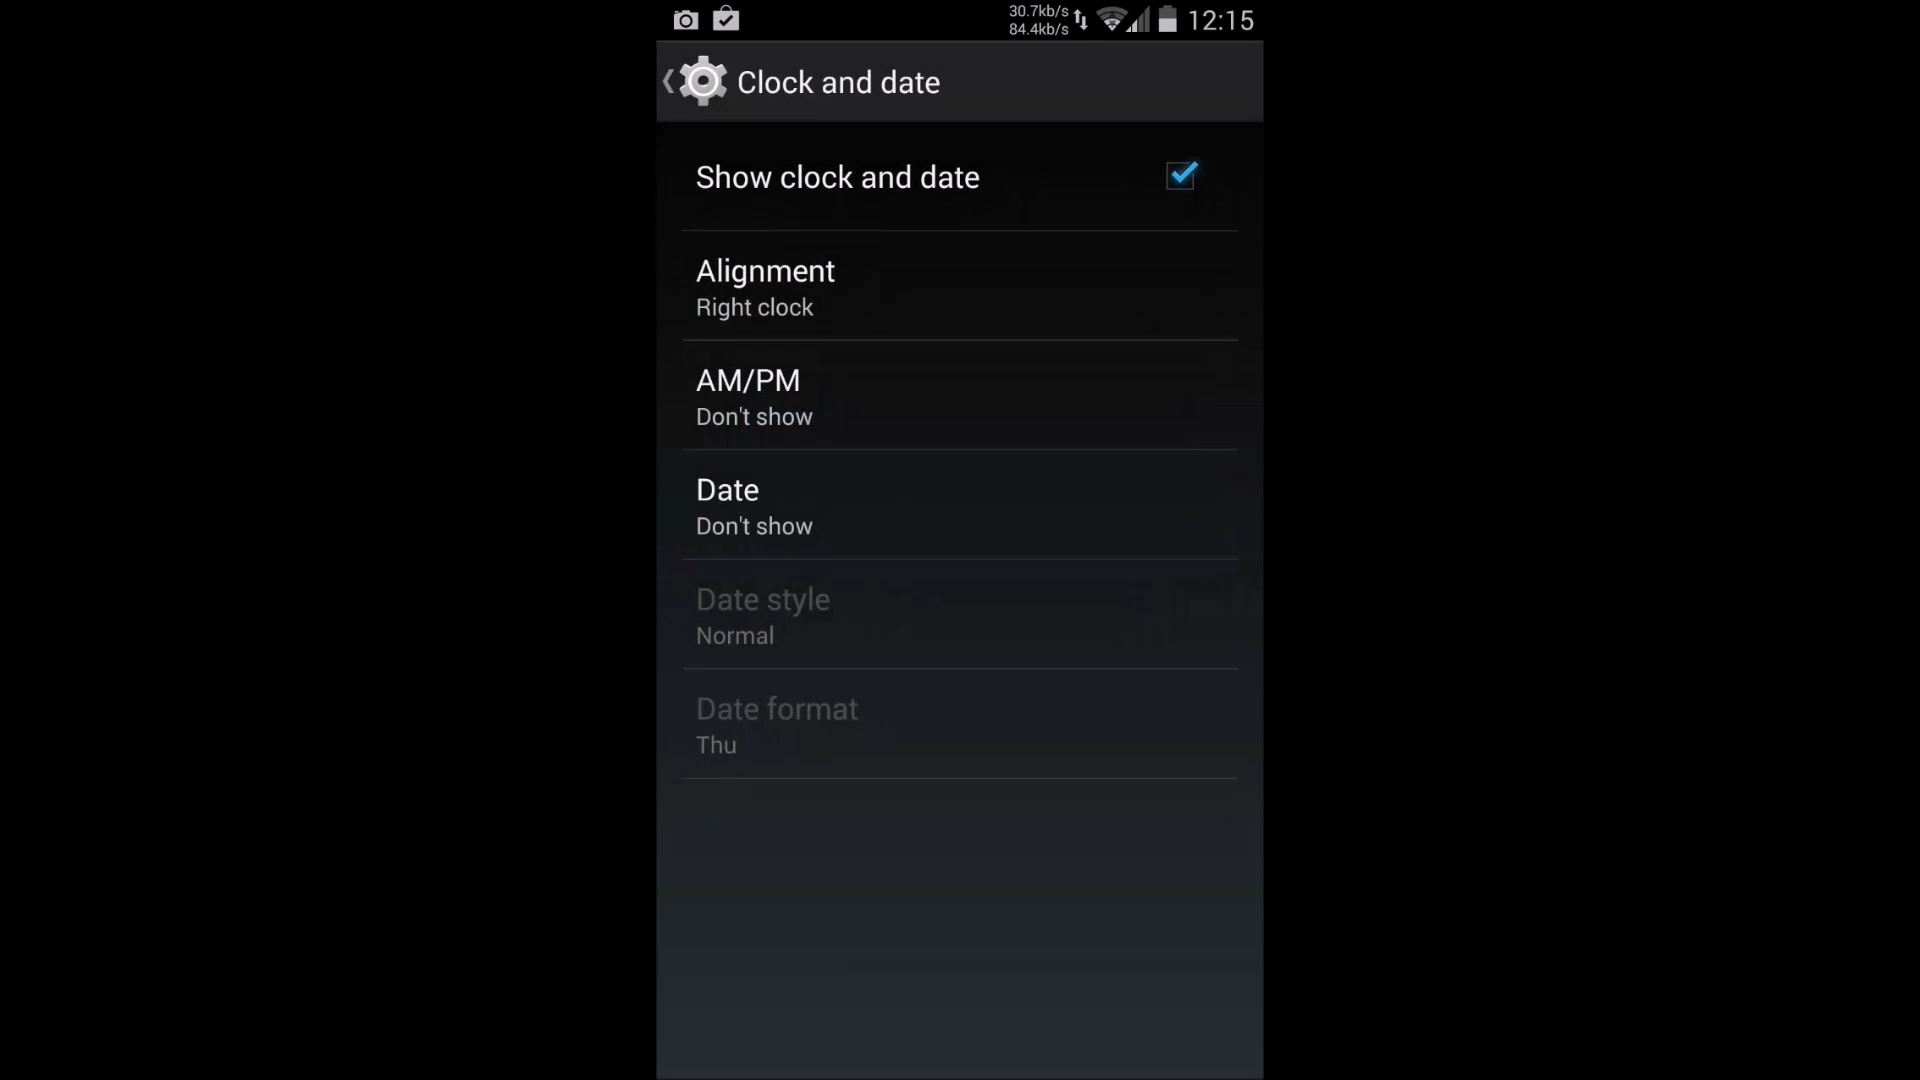 30.7kb/s
84.4kb/s
12:15
Clock and date
Show clock and date
Alignment
Right clock
AM/PM
Don't show
Date
Don't show
Date style
Normal
Date format
Thu